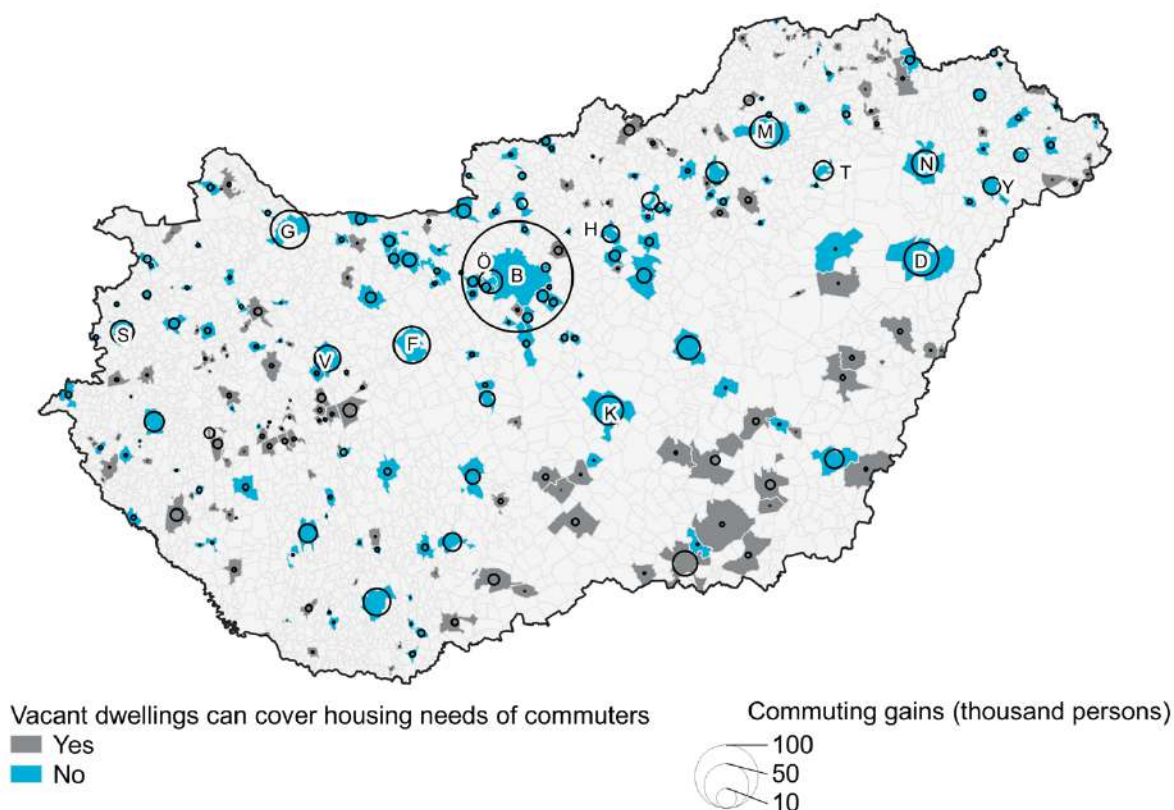 M
N
T
Y
G
H
Ö
B
D
S
V
F
K
Vacant dwellings can cover housing needs of commuters
Yes
No
Commuting gains (thousand persons)
100
50
10